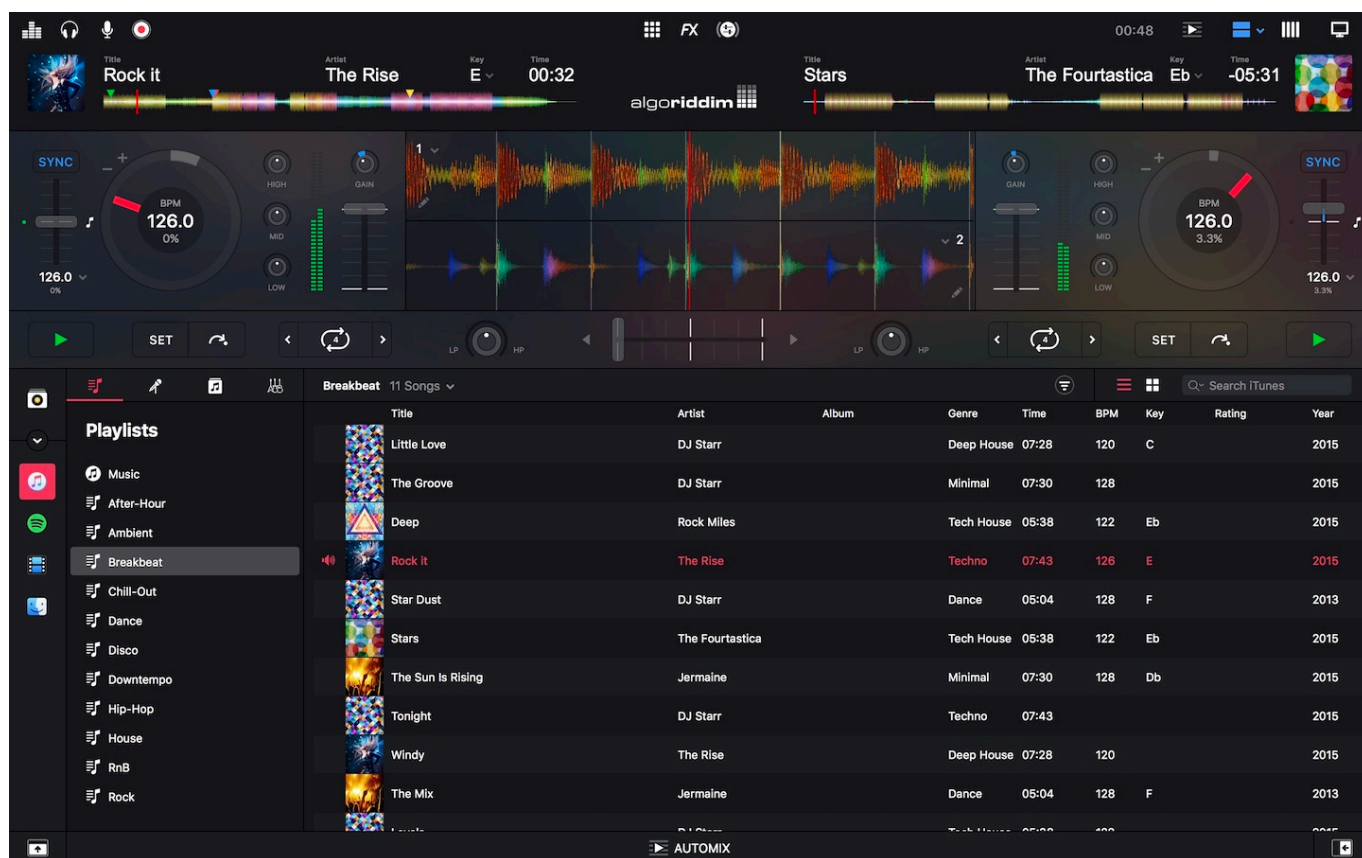 FX
00:48
Title
Rock it
Artist
The Rise
Key
E
Time
00:32
algoriddim
Title
Stars
Artist
The Fourtastica
Key
Eb
Time
-05:31
SYNC
BPM
126.0
0%
126.0
0%
HIGH
MID
LOW
GAIN
1
2
GAIN
HIGH
MID
LOW
BPM
126.0
3.3%
SYNC
126.0
3.3%
SET
4
LP HP
LP HP
4
SET
Breakbeat 11 Songs
Search iTunes
Playlists
Music
After-Hour
Ambient
Breakbeat
Chill-Out
Dance
Disco
Downtempo
Hip-Hop
House
RnB
Rock
Title Artist Album Genre Time BPM Key Rating Year
Little Love DJ Starr Deep House 07:28 120 C 2015
The Groove DJ Starr Minimal 07:30 128 2015
Deep Rock Miles Tech House 05:38 122 Eb 2015
Rock it The Rise Techno 07:43 126 E 2015
Star Dust DJ Starr Dance 05:04 128 F 2013
Stars The Fourtastica Tech House 05:38 122 Eb 2015
The Sun Is Rising Jermaine Minimal 07:30 128 Db 2015
Tonight DJ Starr Techno 07:43 2015
Windy The Rise Deep House 07:28 120 2015
The Mix Jermaine Dance 05:04 128 F 2013
AUTOMIX